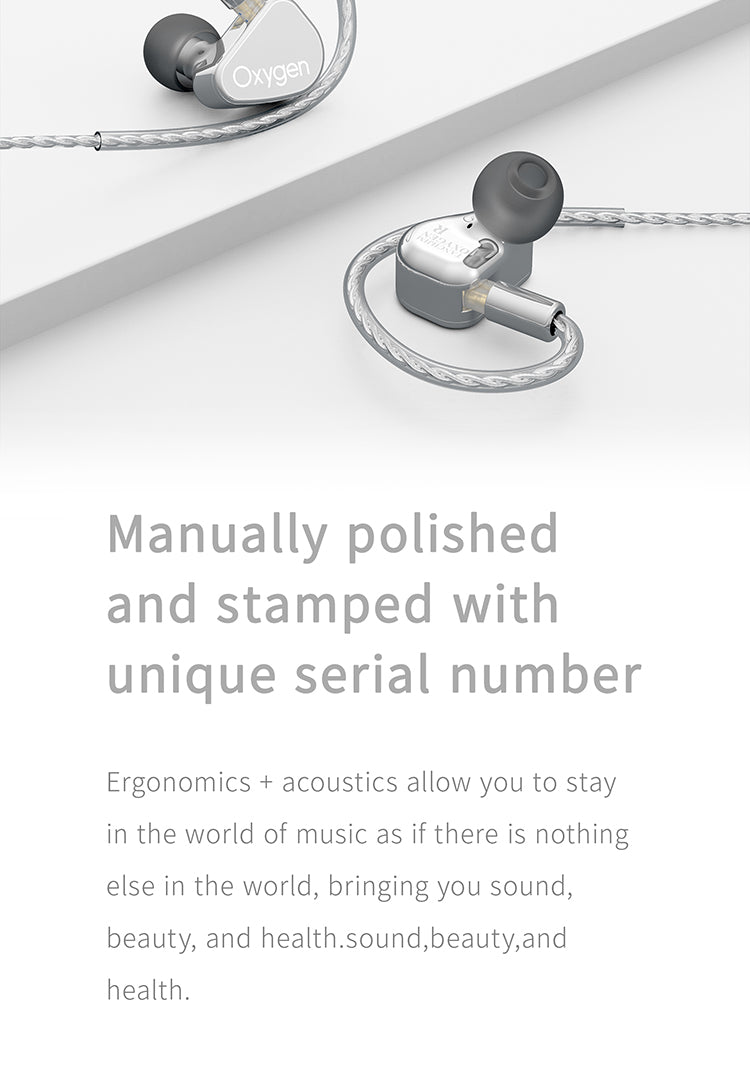 Oxygen
TANCHJIM
OXYGEN
R
Manually polished
and stamped with
unique serial number
Ergonomics + acoustics allow you to stay
in the world of music as if there is nothing
else in the world, bringing you sound,
beauty, and health.sound,beauty,and
health.